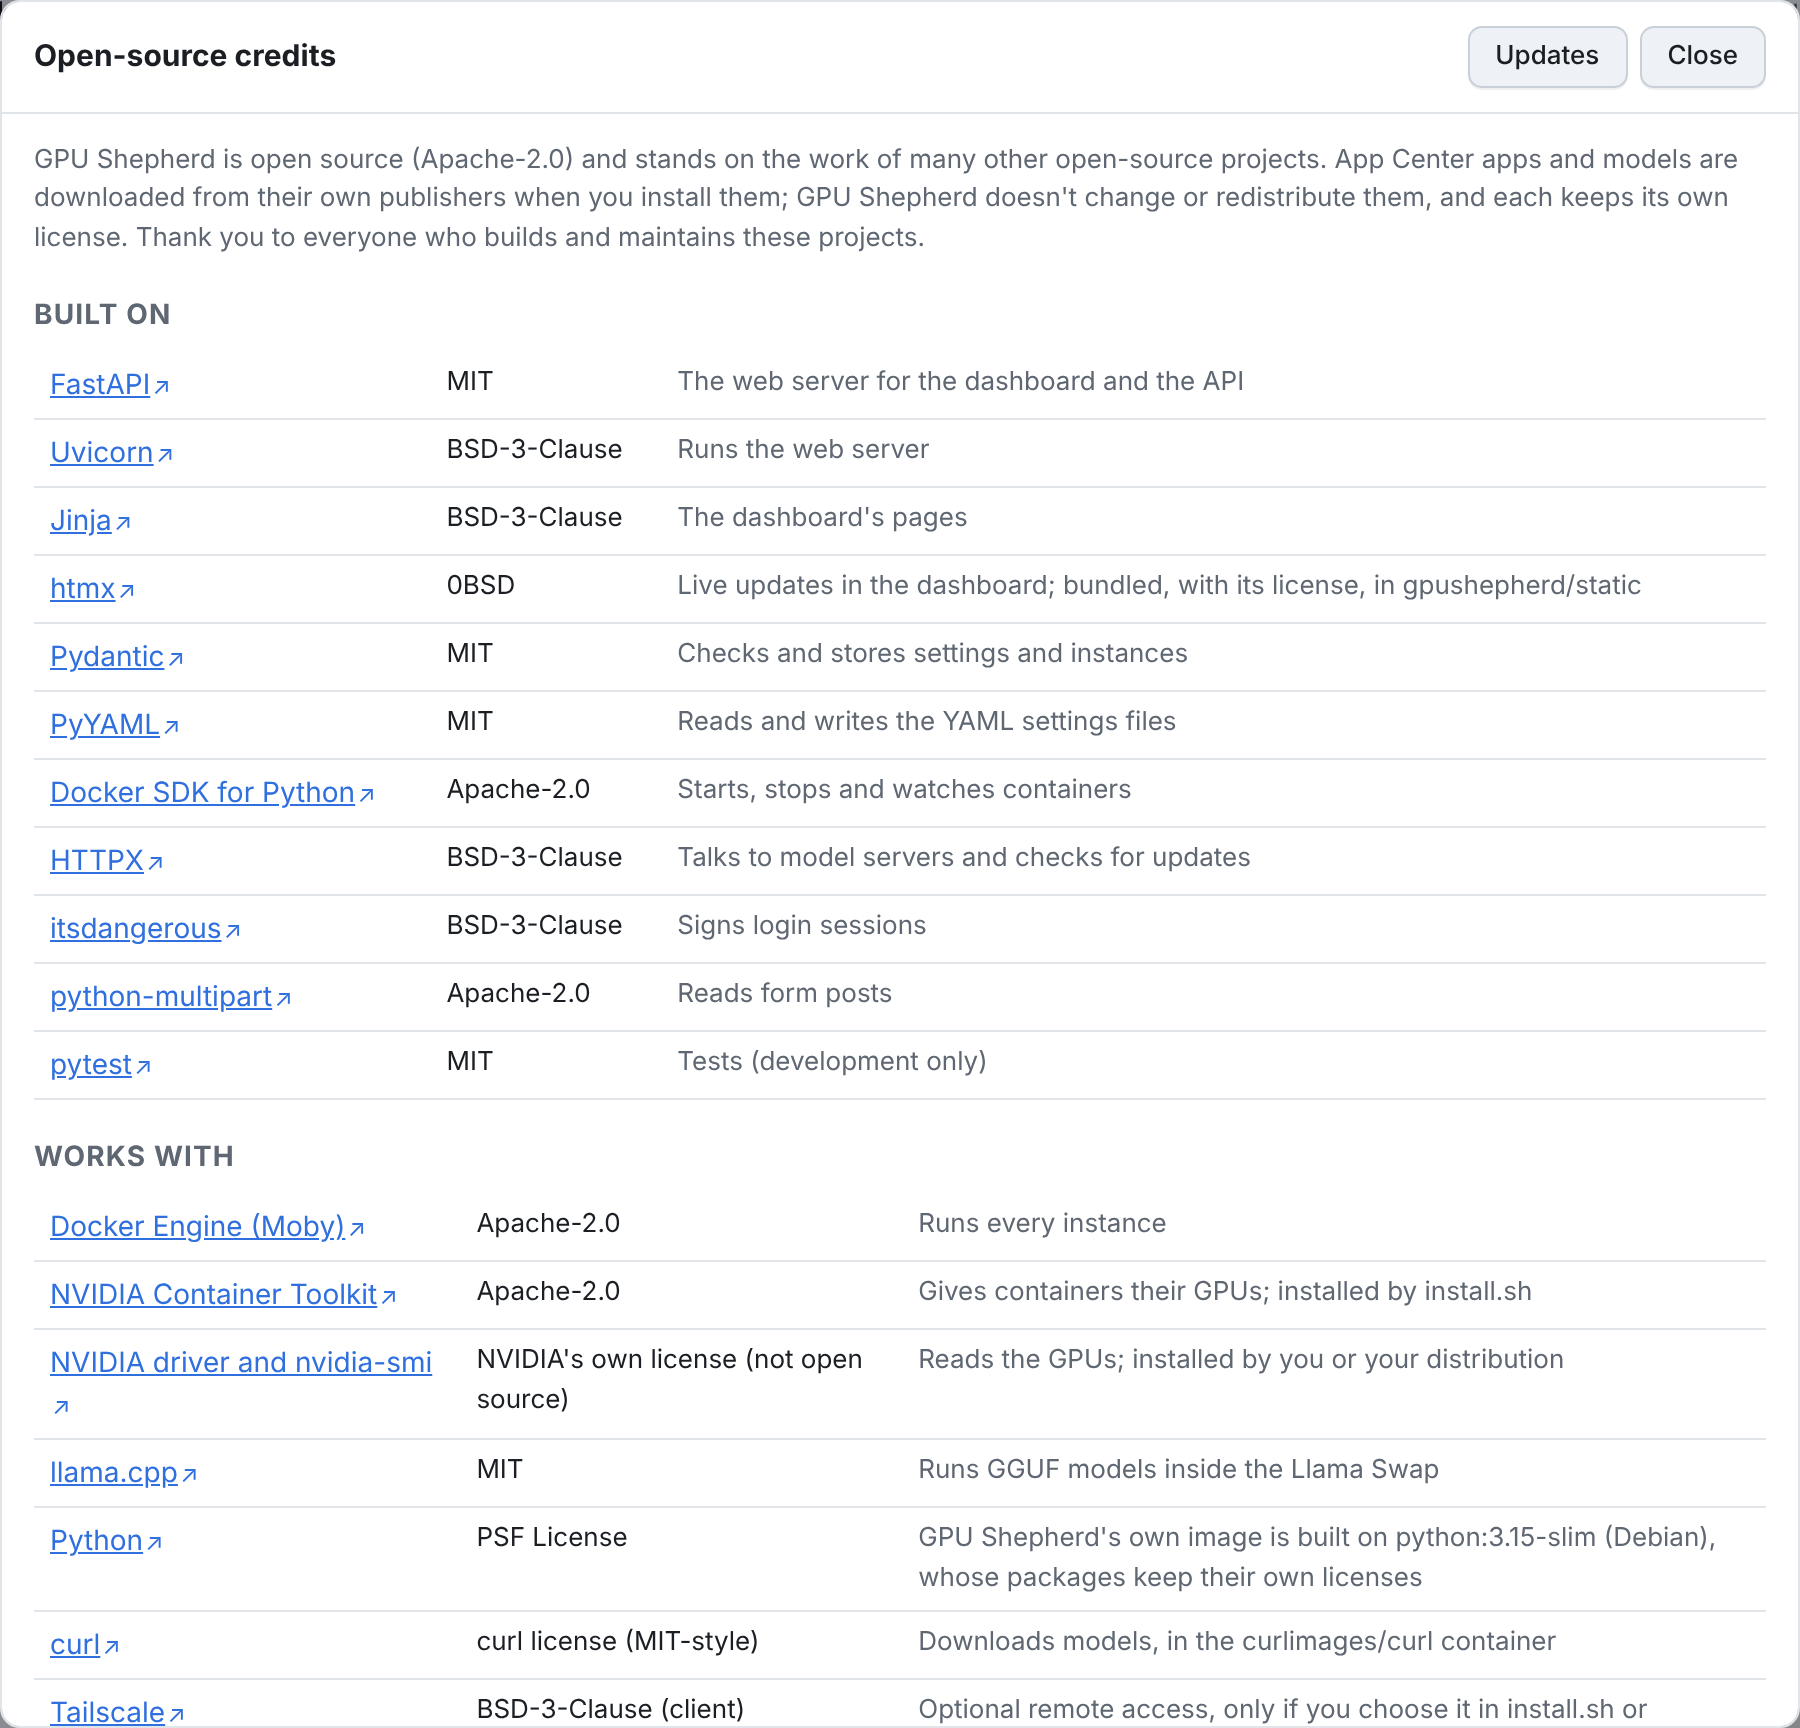 Open-source credits
Updates
Close
GPU Shepherd is open source (Apache-2.0) and stands on the work of many other open-source projects. App Center apps and models are
downloaded from their own publishers when you install them; GPU Shepherd doesn't change or redistribute them, and each keeps its own
license. Thank you to everyone who builds and maintains these projects.
BUILT ON
FastAPI↗ MIT The web server for the dashboard and the API
Uvicorn↗ BSD-3-Clause Runs the web server
Jinja↗ BSD-3-Clause The dashboard's pages
htmx↗ 0BSD Live updates in the dashboard; bundled, with its license, in gpushepherd/static
Pydantic↗ MIT Checks and stores settings and instances
PyYAML↗ MIT Reads and writes the YAML settings files
Docker SDK for Python↗ Apache-2.0 Starts, stops and watches containers
HTTPX↗ BSD-3-Clause Talks to model servers and checks for updates
itsdangerous↗ BSD-3-Clause Signs login sessions
python-multipart↗ Apache-2.0 Reads form posts
pytest↗ MIT Tests (development only)
WORKS WITH
Docker Engine (Moby)↗ Apache-2.0 Runs every instance
NVIDIA Container Toolkit↗ Apache-2.0 Gives containers their GPUs; installed by install.sh
NVIDIA driver and nvidia-smi NVIDIA's own license (not open Reads the GPUs; installed by you or your distribution
↗ source)
llama.cpp↗ MIT Runs GGUF models inside the Llama Swap
Python↗ PSF License GPU Shepherd's own image is built on python:3.15-slim (Debian),
whose packages keep their own licenses
curl↗ curl license (MIT-style) Downloads models, in the curlimages/curl container
Tailscale↗ BSD-3-Clause (client) Optional remote access, only if you choose it in install.sh or